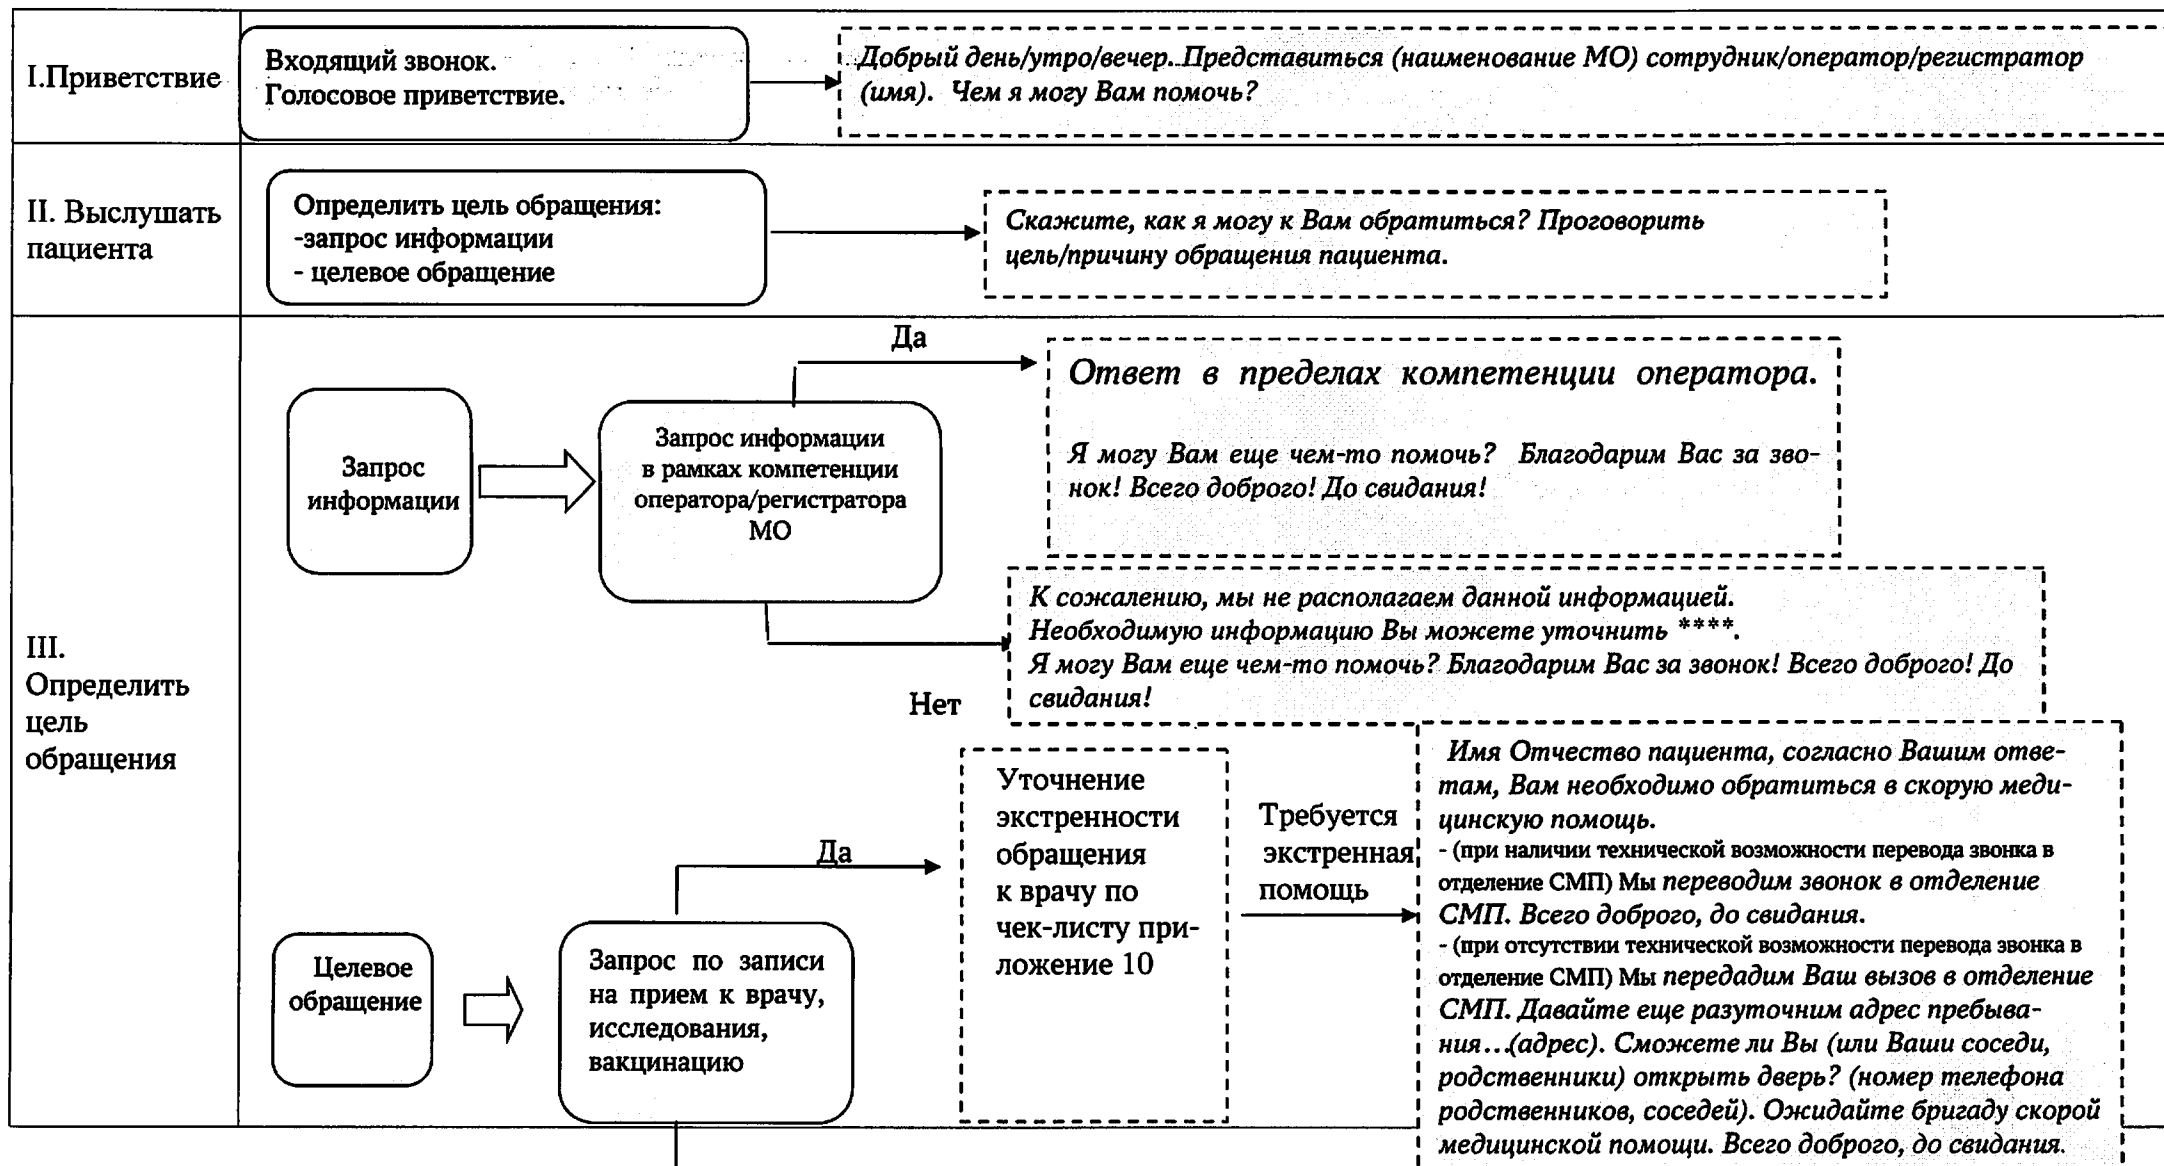 I.Приветствие
Входящий звонок.
Голосовое приветствие.
Добрый день/утро/вечер..Представиться (наименование МО) сотрудник/оператор/регистратор
(имя). Чем я могу Вам помочь?
II. Выслушать
пациента
Определить цель обращения:
-запрос информации
- целевое обращение
Скажите, как я могу к Вам обратиться? Проговорить
цель/причину обращения пациента.
III.
Определить
цель
обращения
Запрос
информации
Запрос информации
в рамках компетенции
оператора/регистратора
МО
Да
Ответ в пределах компетенции оператора.
Я могу Вам еще чем-то помочь? Благодарим Вас за зво-
нок! Всего доброго! До свидания!
Нет
К сожалению, мы не располагаем данной информацией.
Необходимую информацию Вы можете уточнить ****.
Я могу Вам еще чем-то помочь? Благодарим Вас за звонок! Всего доброго! До
свидания!
Целевое
обращение
Запрос по записи
на прием к врачу,
исследования,
вакцинацию
Да
Уточнение
экстренности
обращения
к врачу по
чек-листу при-
ложение 10
Требуется
экстренная
помощь
Имя Отчество пациента, согласно Вашим отве-
там, Вам необходимо обратиться в скорую меди-
цинскую помощь.
- (при наличии технической возможности перевода звонка в
отделение СМП) Мы переводим звонок в отделение
СМП. Всего доброго, до свидания.
- (при отсутствии технической возможности перевода звонка в
отделение СМП) Мы передадим Ваш вызов в отделение
СМП. Давайте еще разуточним адрес пребыва-
ния...(адрес). Сможете ли Вы (или Ваши соседи,
родственники) открыть дверь? (номер телефона
родственников, соседей). Ожидайте бригаду скорой
медицинской помощи. Всего доброго, до свидания.